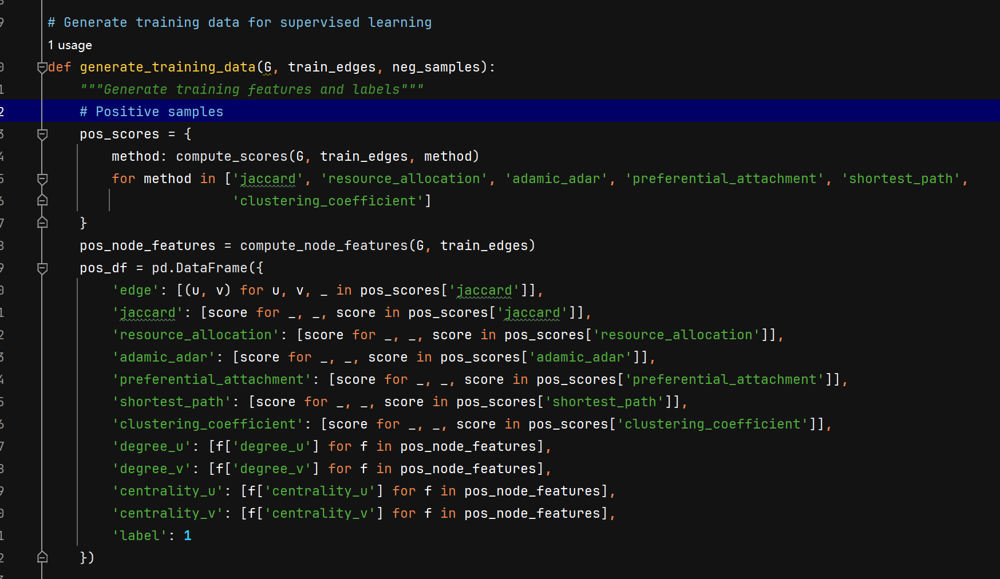 # Generate training data for supervised learning
1 usage
def generate_training_data(G, train_edges, neg_samples):
"""Generate training features and labels"""
# Positive samples
pos_scores = {
method: compute_scores(G, train_edges, method)
for method in ['jaccard', 'resource_allocation', 'adamic_adar', 'preferential_attachment', 'shortest_path',
'clustering_coefficient']
}
pos_node_features = compute_node_features(G, train_edges)
pos_df = pd.DataFrame({
'edge': [(u, v) for u, v, _ in pos_scores['jaccard']],
'jaccard': [score for _, _, score in pos_scores['jaccard']],
'resource_allocation': [score for _, _, score in pos_scores['resource_allocation']],
'adamic_adar': [score for _, _, score in pos_scores['adamic_adar']],
'preferential_attachment': [score for _, _, score in pos_scores['preferential_attachment']],
'shortest_path': [score for _, _, score in pos_scores['shortest_path']],
'clustering_coefficient': [score for _, _, score in pos_scores['clustering_coefficient']],
'degree_u': [f['degree_u'] for f in pos_node_features],
'degree_v': [f['degree_v'] for f in pos_node_features],
'centrality_u': [f['centrality_u'] for f in pos_node_features],
'centrality_v': [f['centrality_v'] for f in pos_node_features],
'label': 1
})